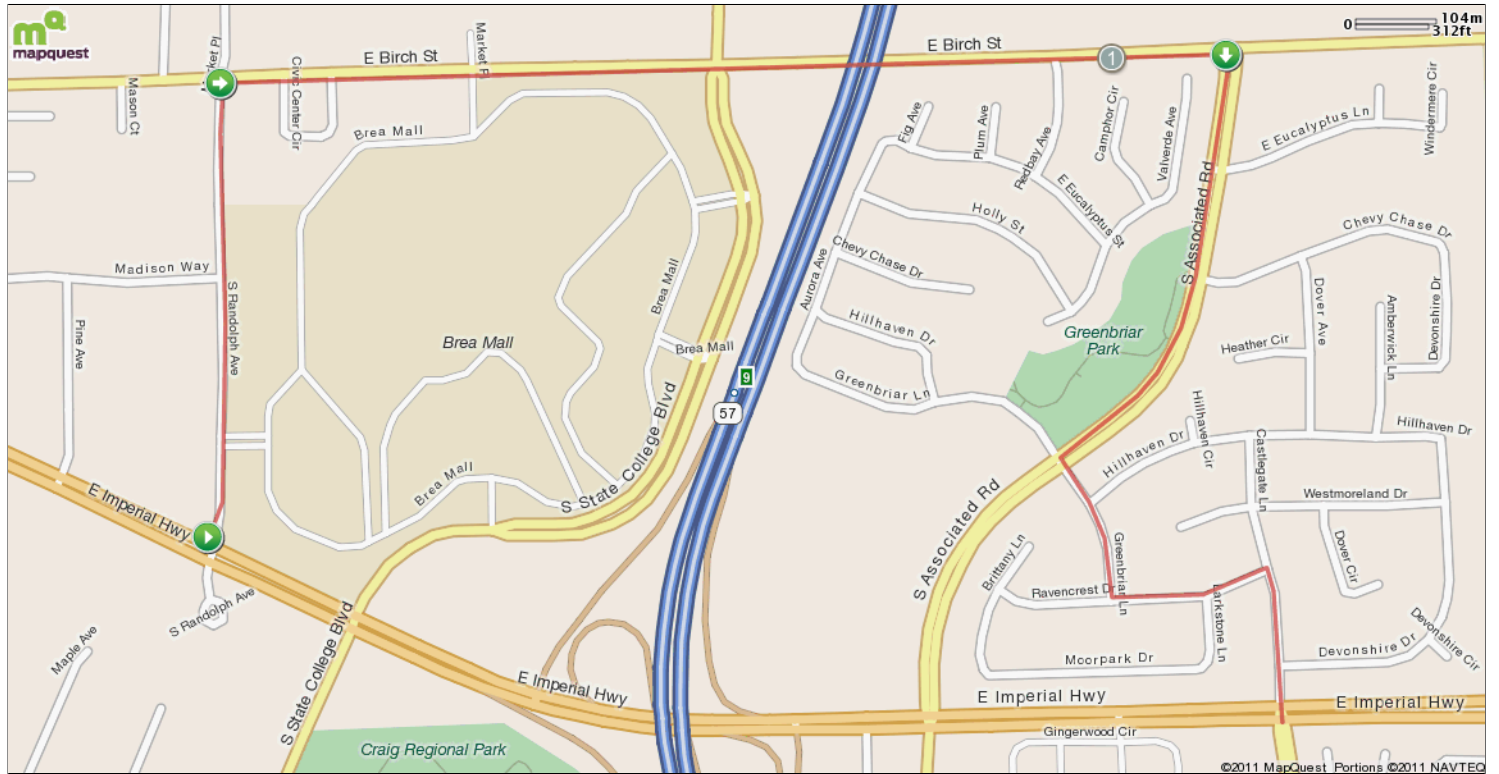 mapquest
0 104m
312ft
E Birch St
E Birch St
1
Market Pl
Mason Ct
Civic Center Cir
Market Pl
Brea Mall
Fig Ave
Plum Ave
Redbay Ave
Camphor Cir
Valverde Ave
E Eucalyptus Ln
Windermere Cir
E Eucalyptus St
Holly St
S Associated Rd
Chevy Chase Dr
Chevy Chase Dr
Madison Way
S Randolph Ave
Brea Mall
Aurora Ave
Dover Ave
Devonshire Dr
Amberwick Ln
Pine Ave
Brea Mall
Brea Mall
Hillhaven Dr
Greenbriar
Park
Heather Cir
9
57
Greenbriar Ln
S State College Blvd
Hillhaven Dr
Hillhaven Cir
Castlegate Ln
Hillhaven Dr
Brea Mall
E Imperial Hwy
S Associated Rd
Westmoreland Dr
Greenbriar Ln
Dover Cir
Brittany Ln
Ravencrest Dr
Larkstone Ln
S Randolph Ave
Maple Ave
S State College Blvd
Devonshire Cir
Devonshire Dr
Moorpark Dr
E Imperial Hwy
E Imperial Hwy
E Imperial Hwy
Gingerwood Cir
Craig Regional Park
©2011 MapQuest Portions ©2011 NAVTEQ